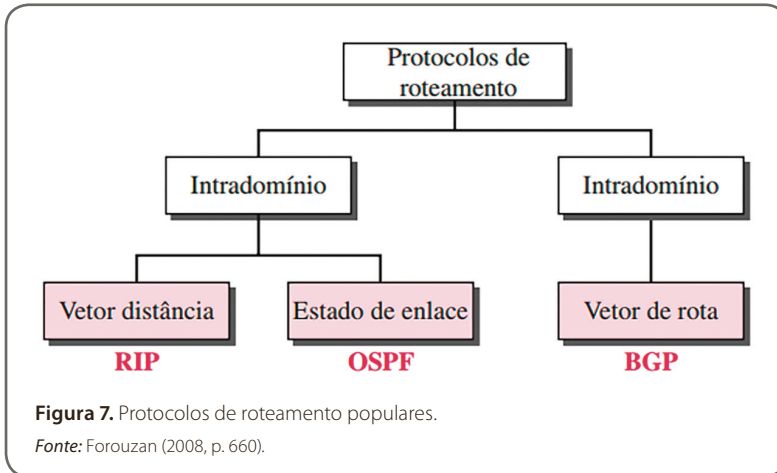 Protocolos de
roteamento
Intradomínio
Intradomínio
Vetor distância
Estado de enlace
Vetor de rota
RIP
OSPF
BGP
Figura 7. Protocolos de roteamento populares.
Fonte: Forouzan (2008, p. 660).